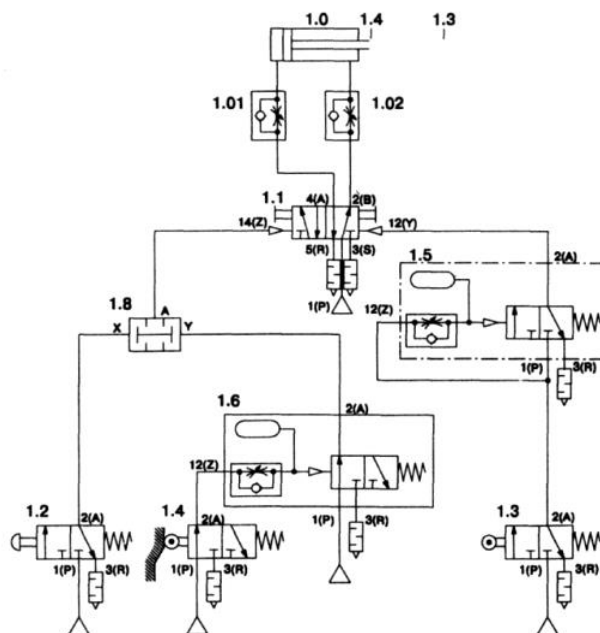 1.0 1.4 1.3
1.01 1.02
1.1 4(A) 2(B)
14(Z) 12(Y)
5(R) 3(S)
1(P)
1.5 2(A)
12(Z)
1(P) 3(R)
1.8 A
X Y
1.6 2(A)
12(Z)
1(P) 3(R)
1.2 2(A)
1(P) 3(R)
1.4 2(A)
1(P) 3(R)
1.3 2(A)
1(P) 3(R)